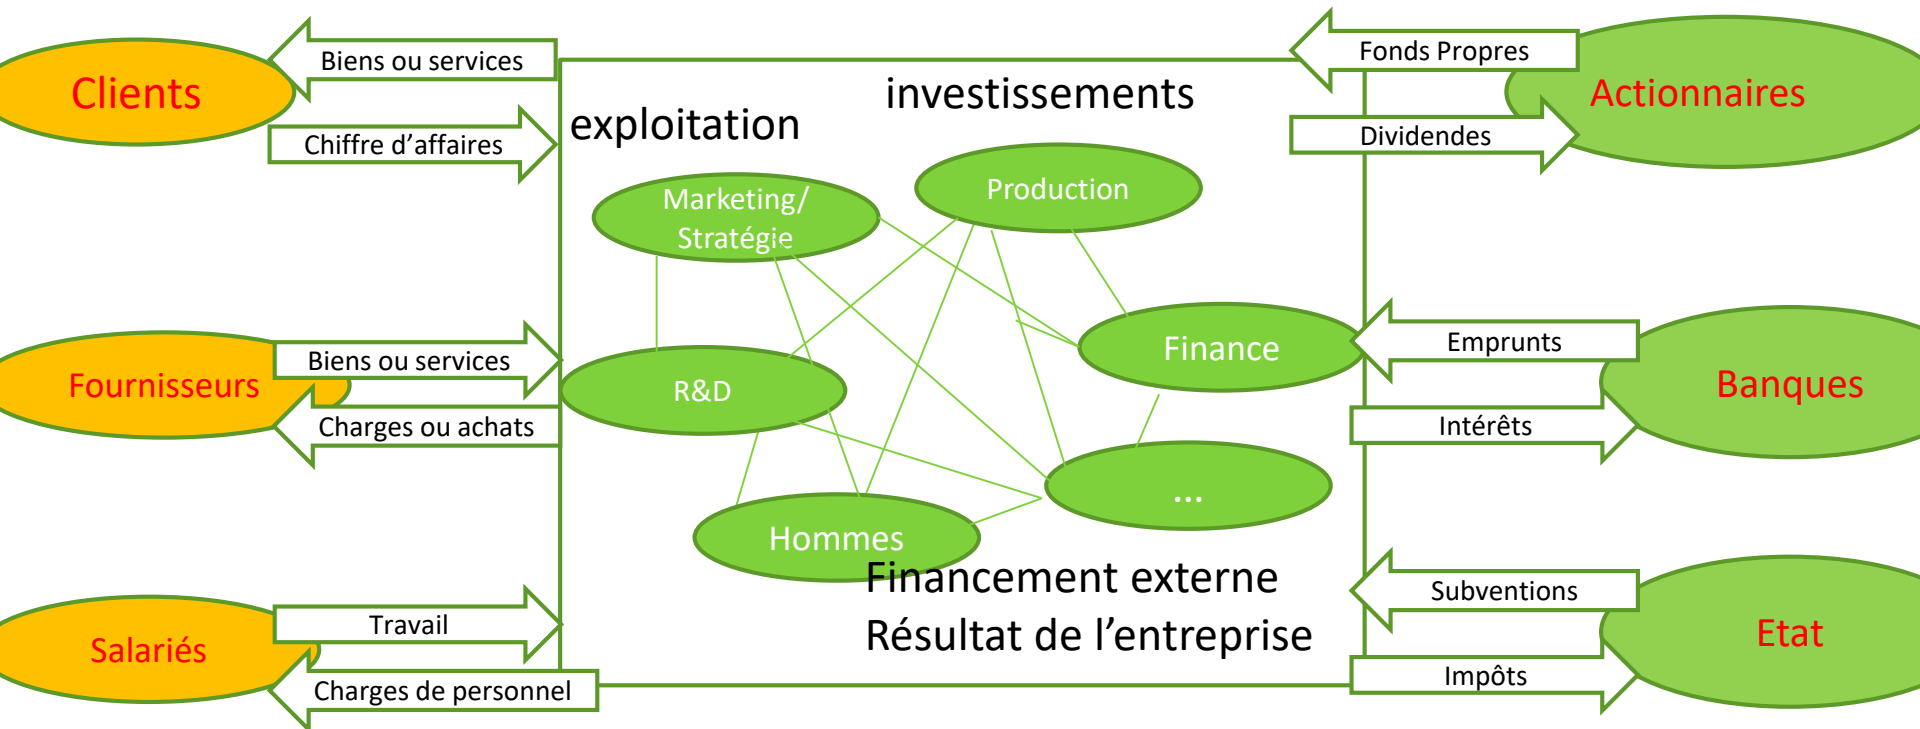 Clients
Biens ou services
Chiffre d’affaires
exploitation
investissements
Fonds Propres
Dividendes
Actionnaires
Marketing/
Stratégie
Production
Fournisseurs
Biens ou services
Charges ou achats
R&D
Finance
Emprunts
Intérêts
Banques
...
Hommes
Financement externe
Résultat de l’entreprise
Salariés
Travail
Charges de personnel
Subventions
Impôts
Etat